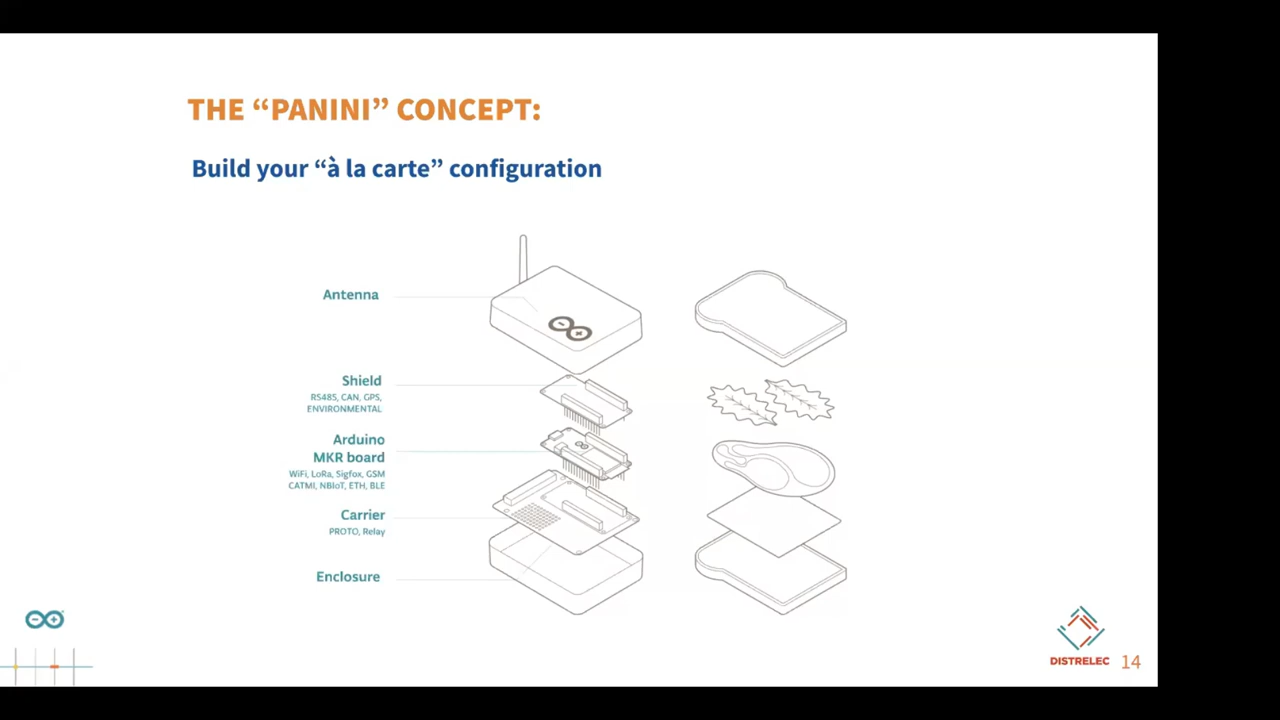 THE “PANINI” CONCEPT:
Build your “à la carte” configuration
Antenna
Shield
RS485, CAN, GPS,
ENVIRONMENTAL
Arduino
MKR board
WiFi, LoRa, Sigfox, GSM
CATMI, NBIoT, ETH, BLE
Carrier
PROTO, Relay
Enclosure
DISTRELEC
14